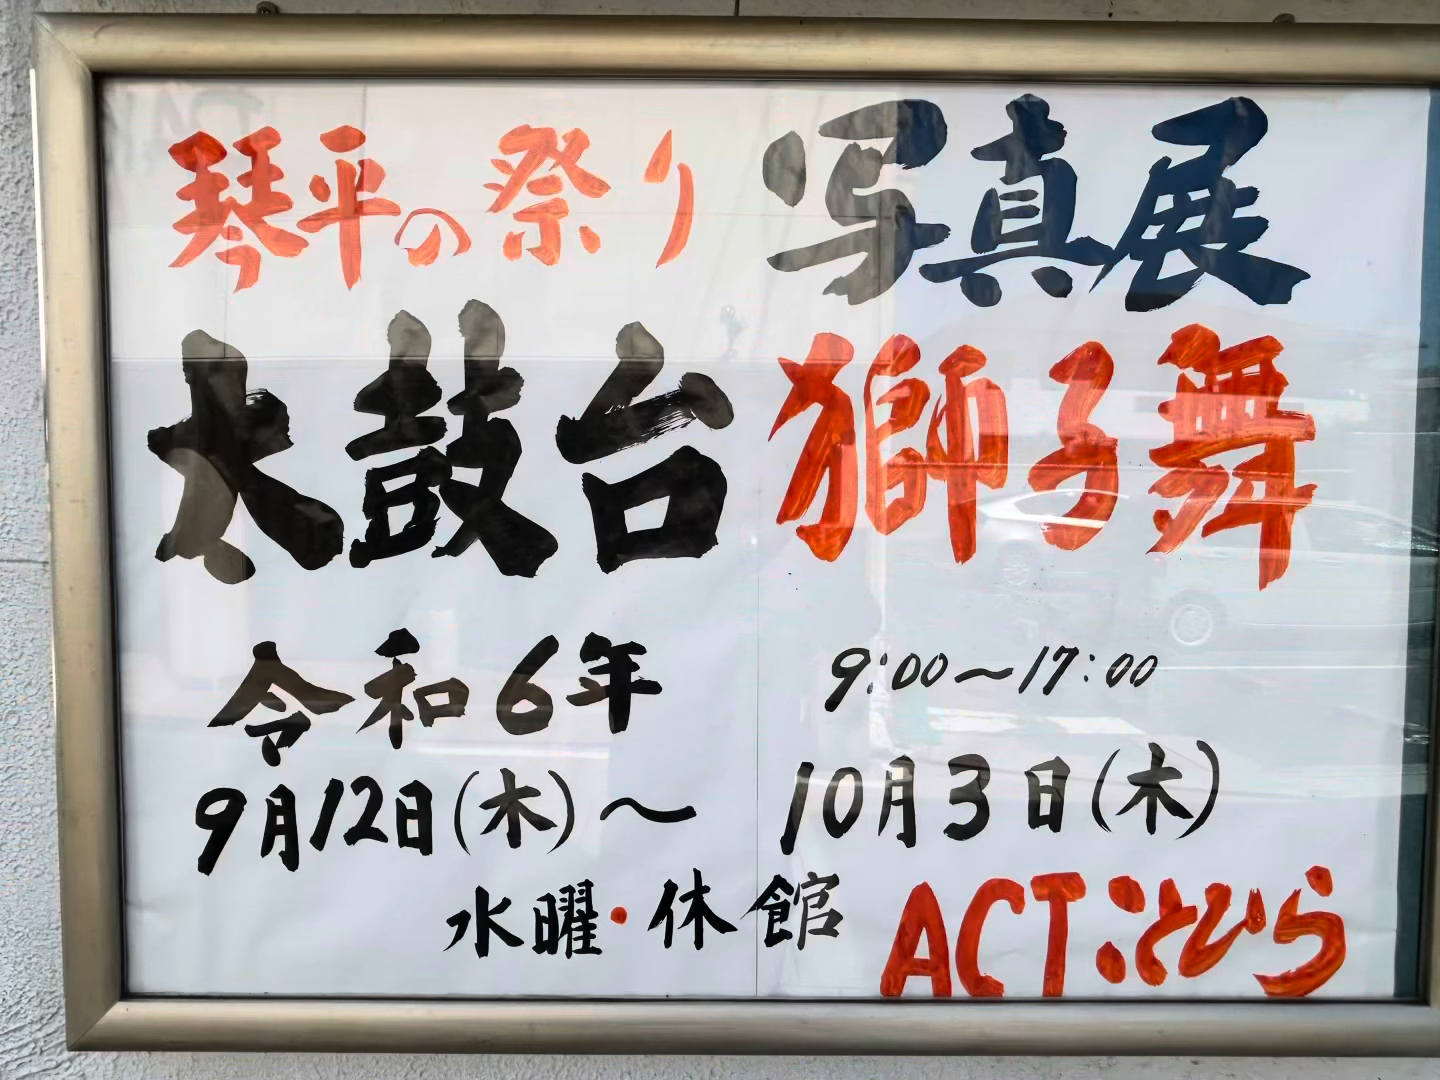 琴平の祭り 写真展
太鼓台 獅子舞
令和6年 9:00〜17:00
9月12日(木)〜10月3日(木)
水曜・休館 ACTことひら